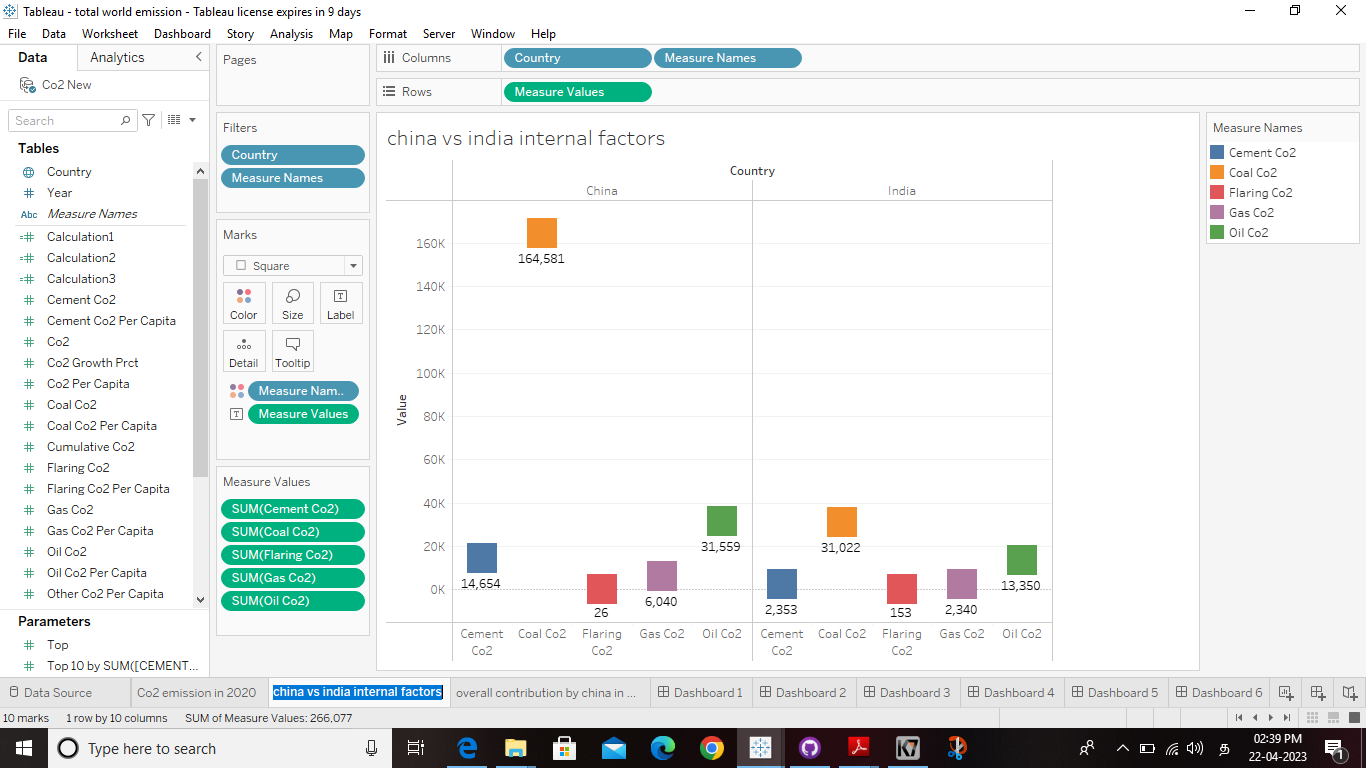 Tableau - total world emission - Tableau license expires in 9 days
File Data Worksheet Dashboard Story Analysis Map Format Server Window Help
Data Analytics
Co2 New
Search
Tables
Country
Year
Abc Measure Names
Calculation1
Calculation2
Calculation3
Cement Co2
Cement Co2 Per Capita
Co2
Co2 Growth Prct
Co2 Per Capita
Coal Co2
Coal Co2 Per Capita
Cumulative Co2
Flaring Co2
Flaring Co2 Per Capita
Gas Co2
Gas Co2 Per Capita
Oil Co2
Oil Co2 Per Capita
Other Co2 Per Capita
Parameters
Top
Top 10 by SUM([CEMENT...
Pages
Filters
Country
Measure Names
Marks
Square
Color Size Label
Detail Tooltip
Measure Nam..
Measure Values
Measure Values
SUM(Cement Co2)
SUM(Coal Co2)
SUM(Flaring Co2)
SUM(Gas Co2)
SUM(Oil Co2)
Columns Country Measure Names
Rows Measure Values
china vs india internal factors
Country
China India
Value
160K
140K
120K
100K
80K
60K
40K
20K
0K
164,581
31,559
14,654
26
6,040
31,022
2,353
153
2,340
13,350
Cement Co2 Coal Co2 Flaring Co2 Gas Co2 Oil Co2 Cement Co2 Coal Co2 Flaring Co2 Gas Co2 Oil Co2
Measure Names
Cement Co2
Coal Co2
Flaring Co2
Gas Co2
Oil Co2
Data Source Co2 emission in 2020 china vs india internal factors overall contribution by china in ... Dashboard 1 Dashboard 2 Dashboard 3 Dashboard 4 Dashboard 5 Dashboard 6
10 marks 1 row by 10 columns SUM of Measure Values: 266,077
Type here to search
02:39 PM
22-04-2023
1